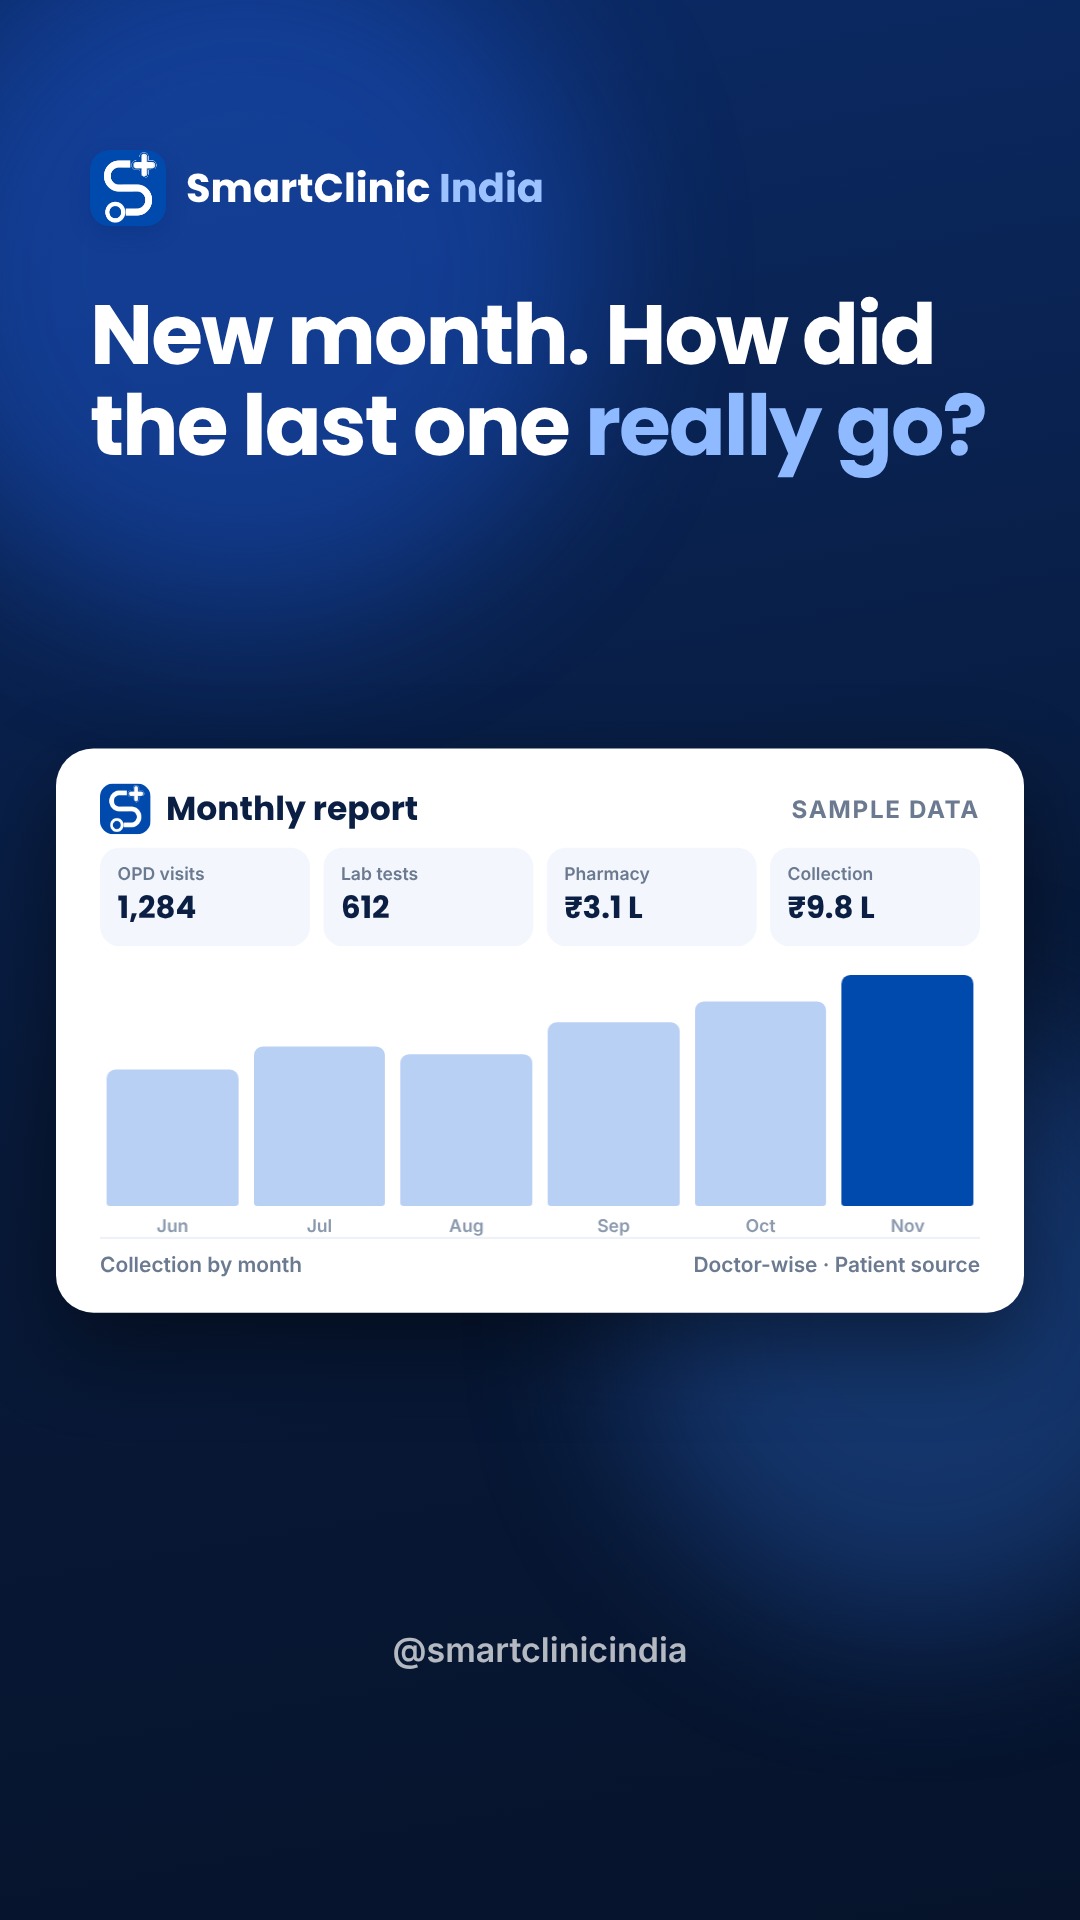 SmartClinic India
New month. How did
the last one really go?
Monthly report
SAMPLE DATA
OPD visits
1,284
Lab tests
612
Pharmacy
₹3.1 L
Collection
₹9.8 L
Jun
Jul
Aug
Sep
Oct
Nov
Collection by month
Doctor-wise · Patient source
@smartclinicindia